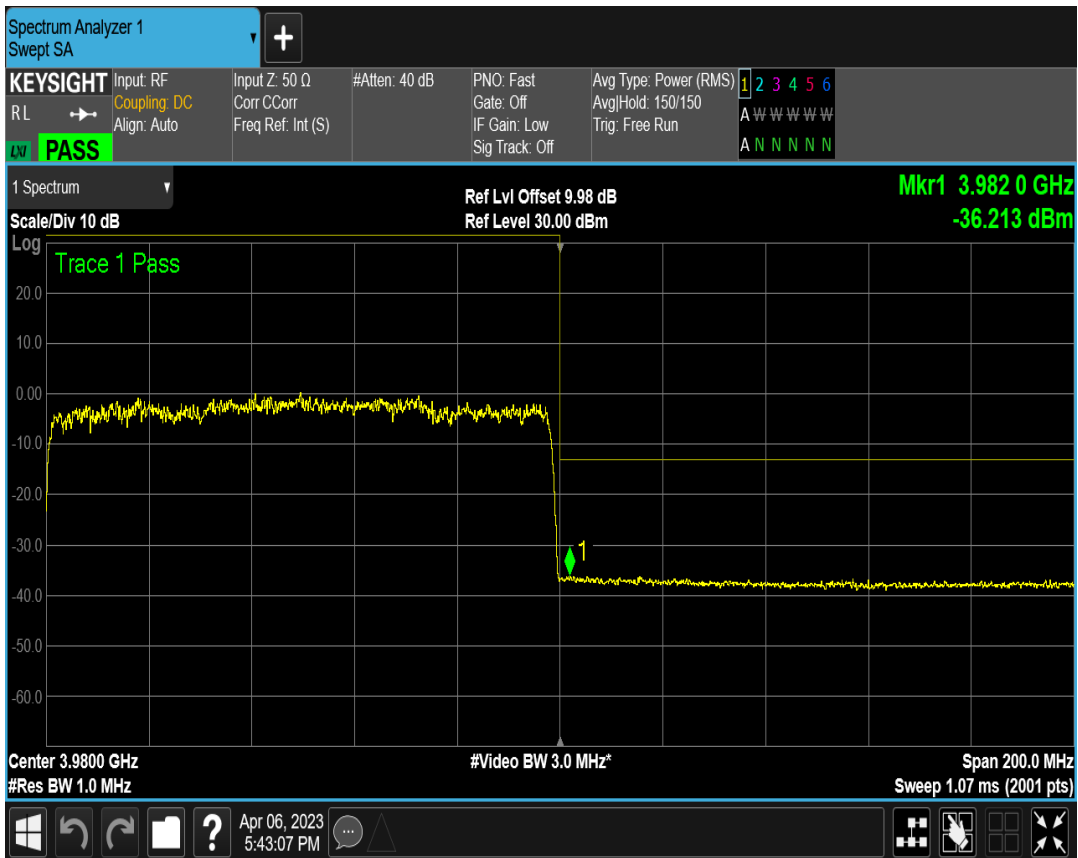 Spectrum Analyzer 1
Swept SA
+
KEYSIGHT
RL
LXI PASS
Input: RF
Coupling: DC
Align: Auto
Input Z: 50 Ω
Corr CCorr
Freq Ref: Int (S)
#Atten: 40 dB
PNO: Fast
Gate: Off
IF Gain: Low
Sig Track: Off
Avg Type: Power (RMS)
Avg|Hold: 150/150
Trig: Free Run
1 2 3 4 5 6
A W W W W W
A N N N N N
1 Spectrum
Scale/Div 10 dB
Ref Lvl Offset 9.98 dB
Ref Level 30.00 dBm
Mkr1 3.982 0 GHz
-36.213 dBm
Log
Trace 1 Pass
20.0
10.0
0.00
-10.0
-20.0
-30.0
1
-40.0
-50.0
-60.0
Center 3.9800 GHz
#Video BW 3.0 MHz*
Span 200.0 MHz
#Res BW 1.0 MHz
Sweep 1.07 ms (2001 pts)
?
Apr 06, 2023
5:43:07 PM